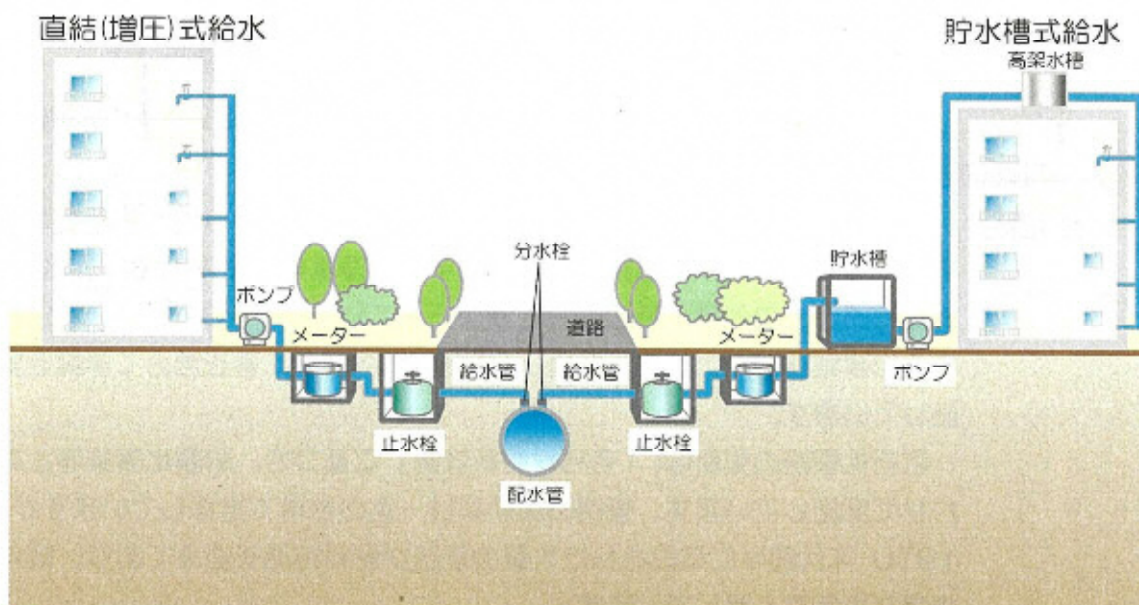 直結(増圧)式給水
貯水槽式給水
高架水槽
分水栓
貯水槽
ポンプ
メーター
道路
メーター
給水管
給水管
ポンプ
止水栓
止水栓
配水管